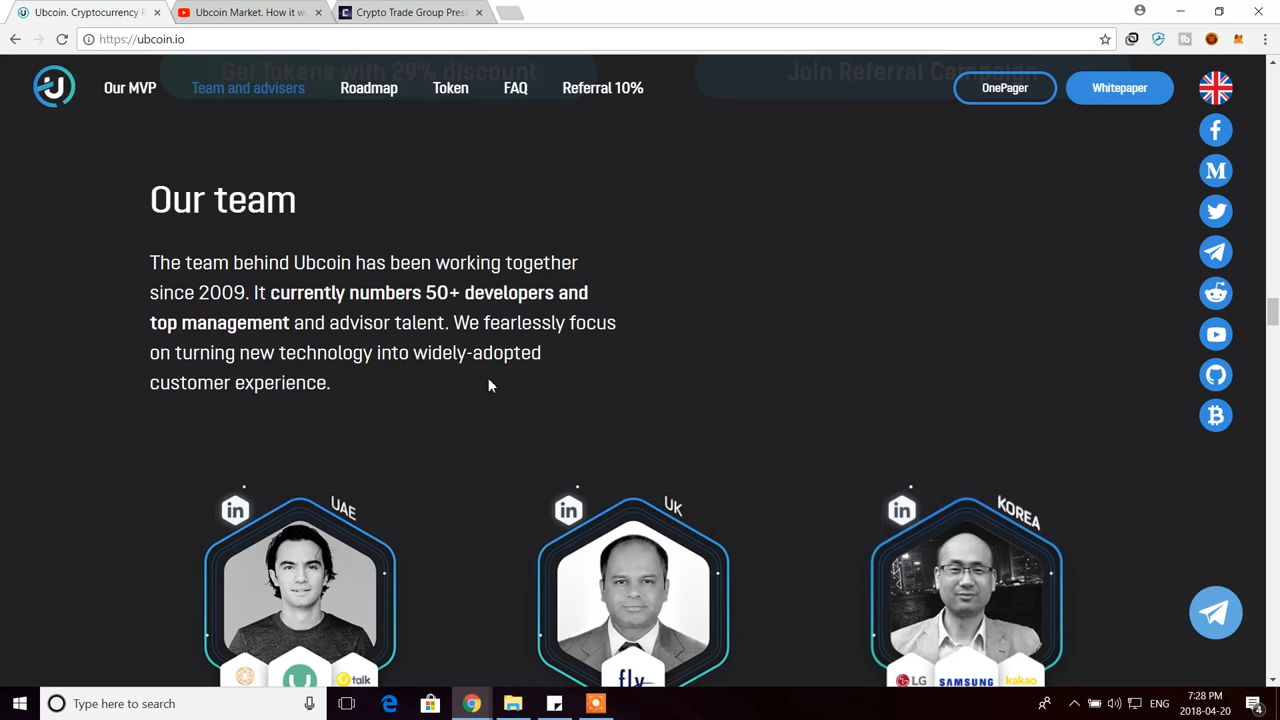 Ubcoin. Cryptocurrency R
Ubcoin Market. How it w
Crypto Trade Group Pres
https://ubcoin.io
Get Tokens with 29% discount
Join Referral Campaign
Our MVP
Team and advisers
Roadmap
Token
FAQ
Referral 10%
OnePager
Whitepaper
Our team
The team behind Ubcoin has been working together
since 2009. It currently numbers 50+ developers and
top management and advisor talent. We fearlessly focus
on turning new technology into widely-adopted
customer experience.
in
UAE
in
UK
in
KOREA
talk
fly
LG
SAMSUNG
kakao
Type here to search
ENG
7:28 PM
2018-04-20
4